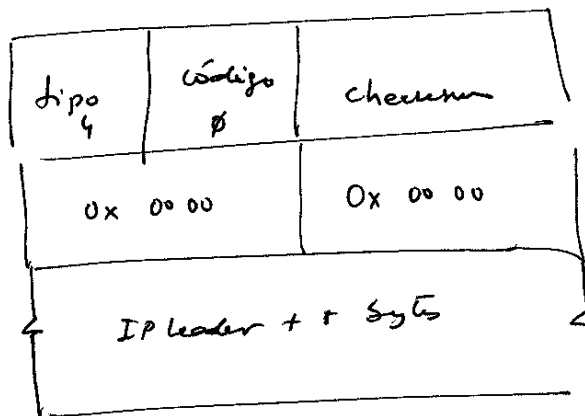 tipo código checksum
4 ø
0x 00 00 0x 00 00
IP header + 8 bytes